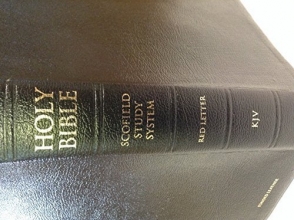 HOLY
BIBLE
SCOFIELD
STUDY
SYSTEM
RED LETTER
KJV